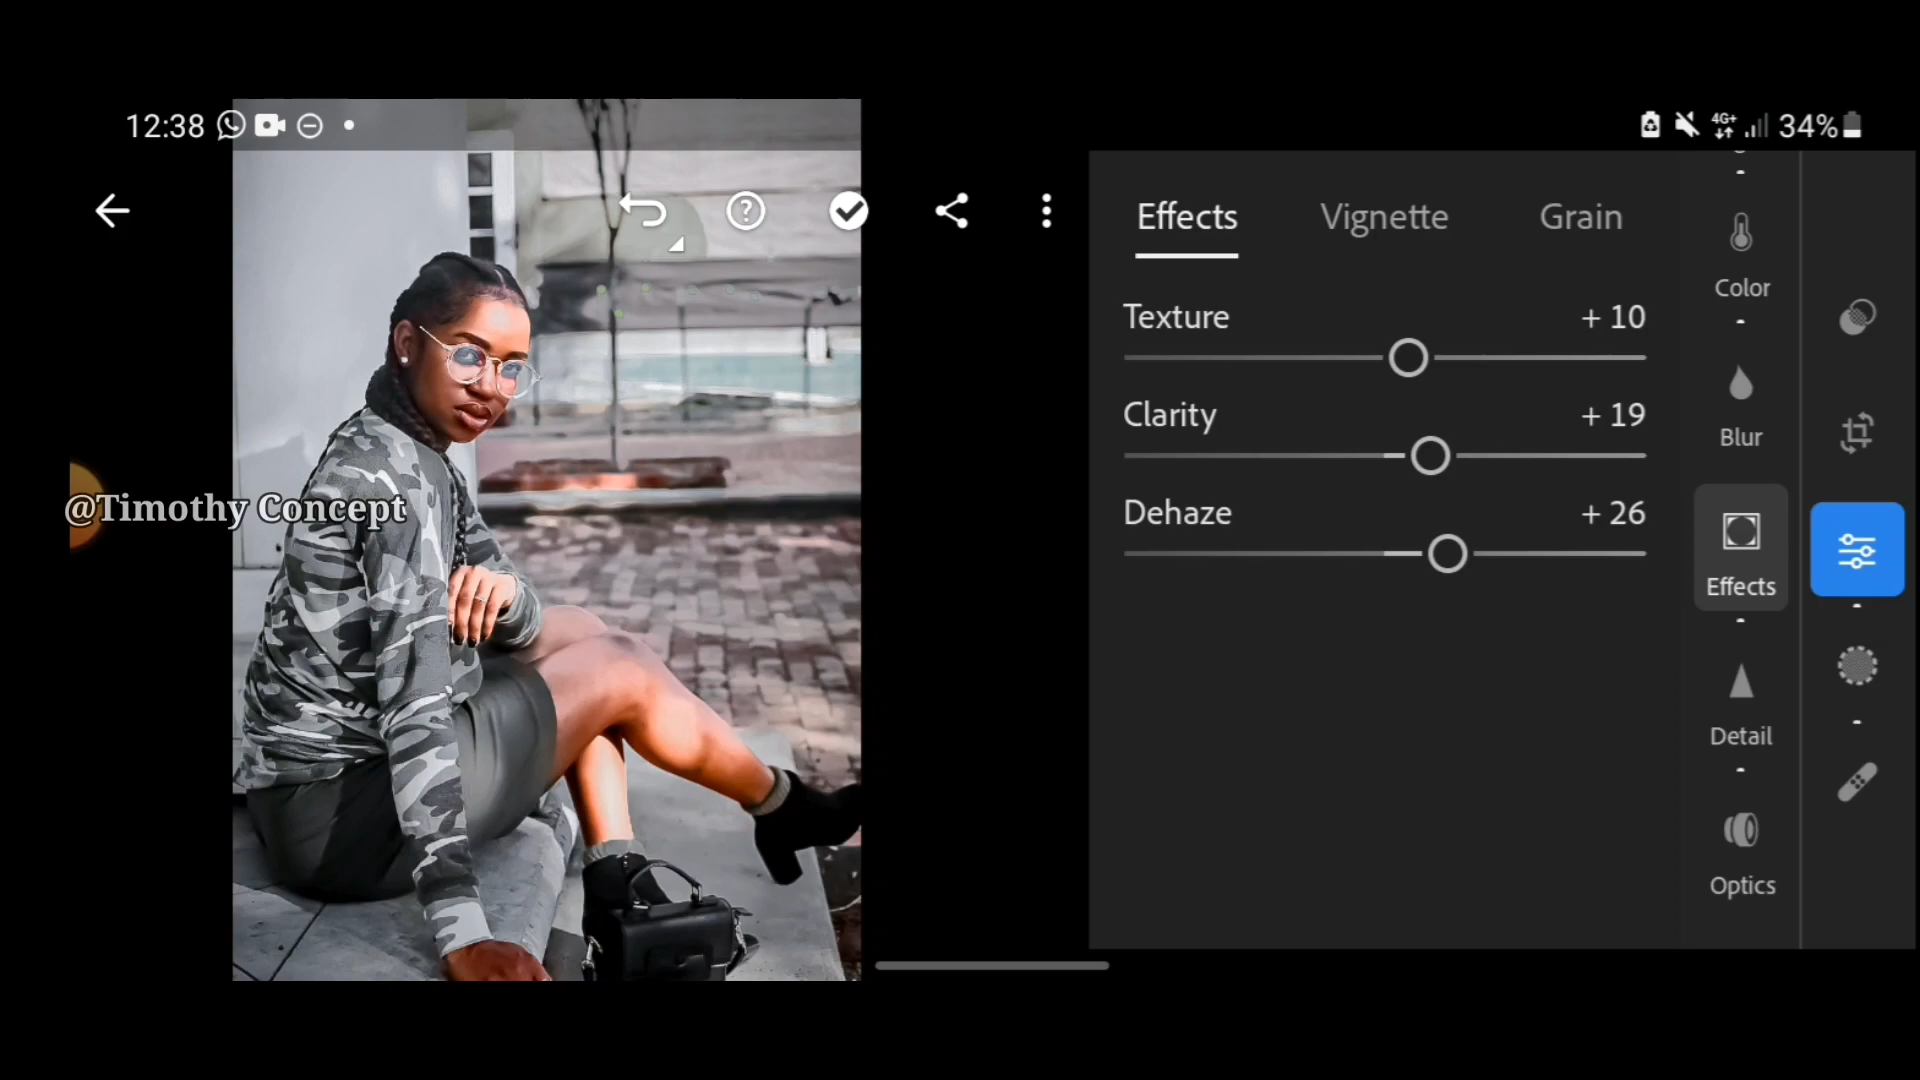 12:38
4G+
34%
Effects Vignette Grain
Texture + 10
Clarity + 19
Dehaze + 26
Color
Blur
Effects
Detail
Optics
@Timothy Concept